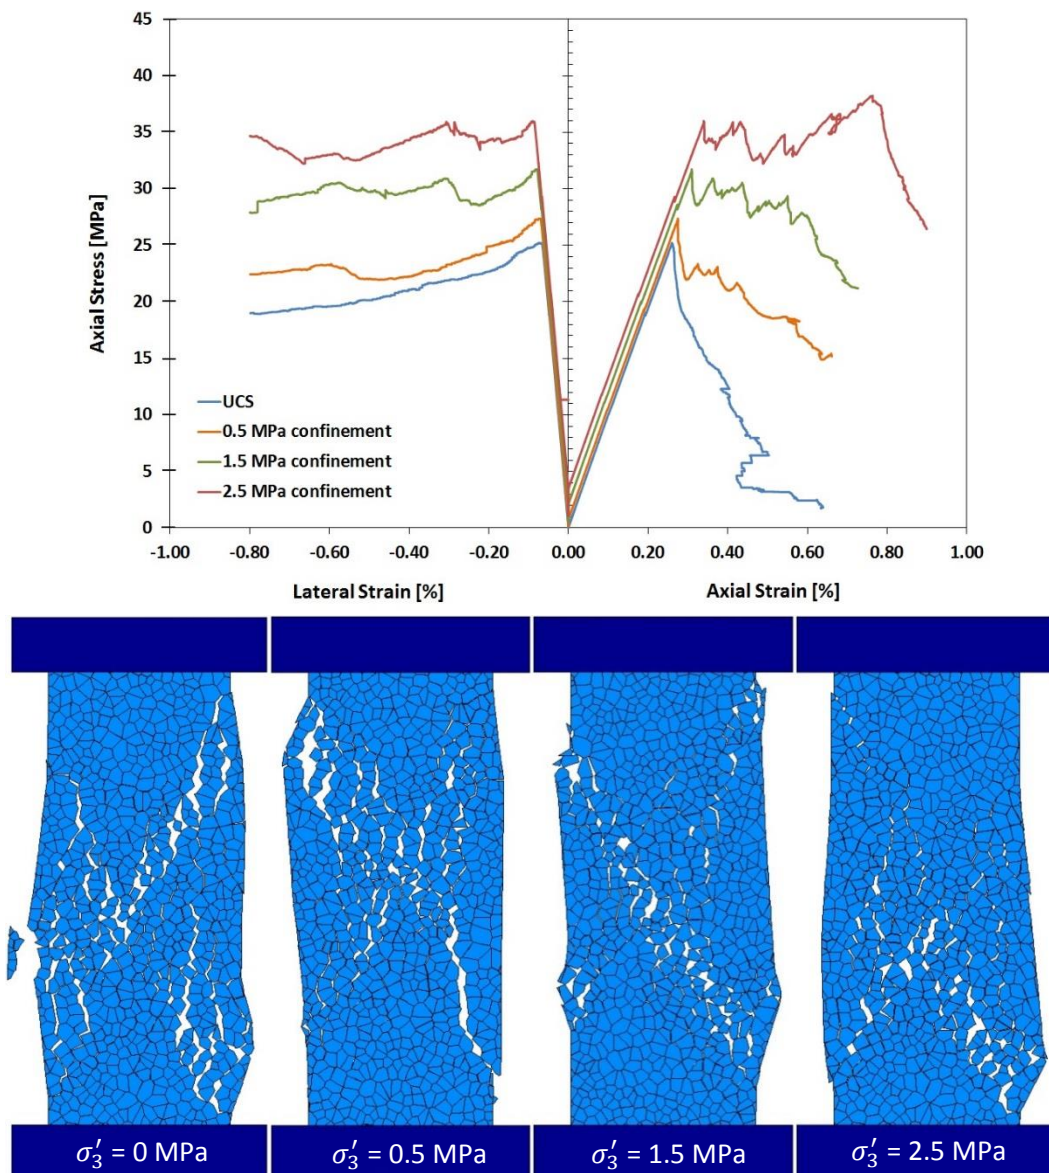 45
40
35
30
25
20
15
10
5
0
Axial Stress [MPa]
UCS
0.5 MPa confinement
1.5 MPa confinement
2.5 MPa confinement
-1.00 -0.80 -0.60 -0.40 -0.20 0.00 0.20 0.40 0.60 0.80 1.00
Lateral Strain [%] Axial Strain [%]
σ′₃ = 0 MPa σ′₃ = 0.5 MPa σ′₃ = 1.5 MPa σ′₃ = 2.5 MPa